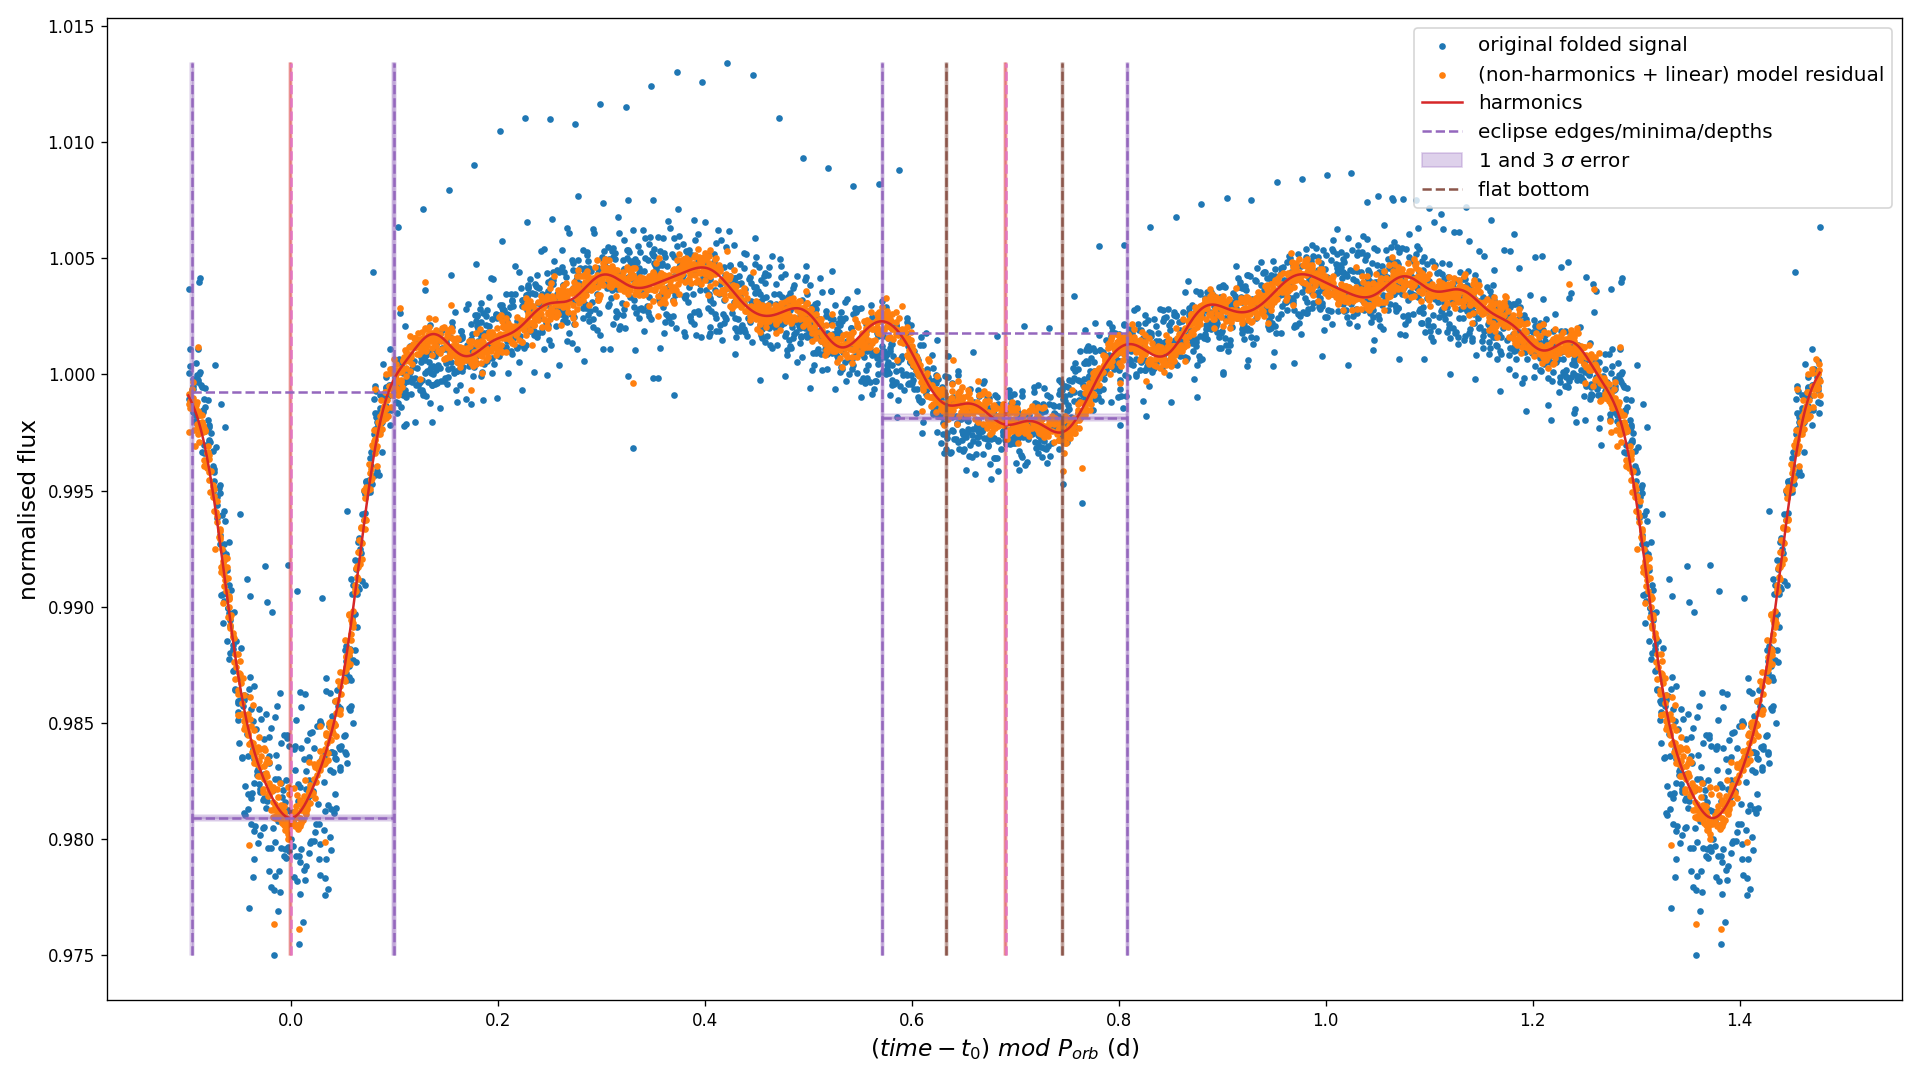 1.015
1.010
1.005
1.000
0.995
0.990
0.985
0.980
0.975
normalised flux
original folded signal
(non-harmonics + linear) model residual
harmonics
eclipse edges/minima/depths
1 and 3 σ error
flat bottom
0.0 0.2 0.4 0.6 0.8 1.0 1.2 1.4
(time − t₀) mod Pₒᵣᵦ (d)